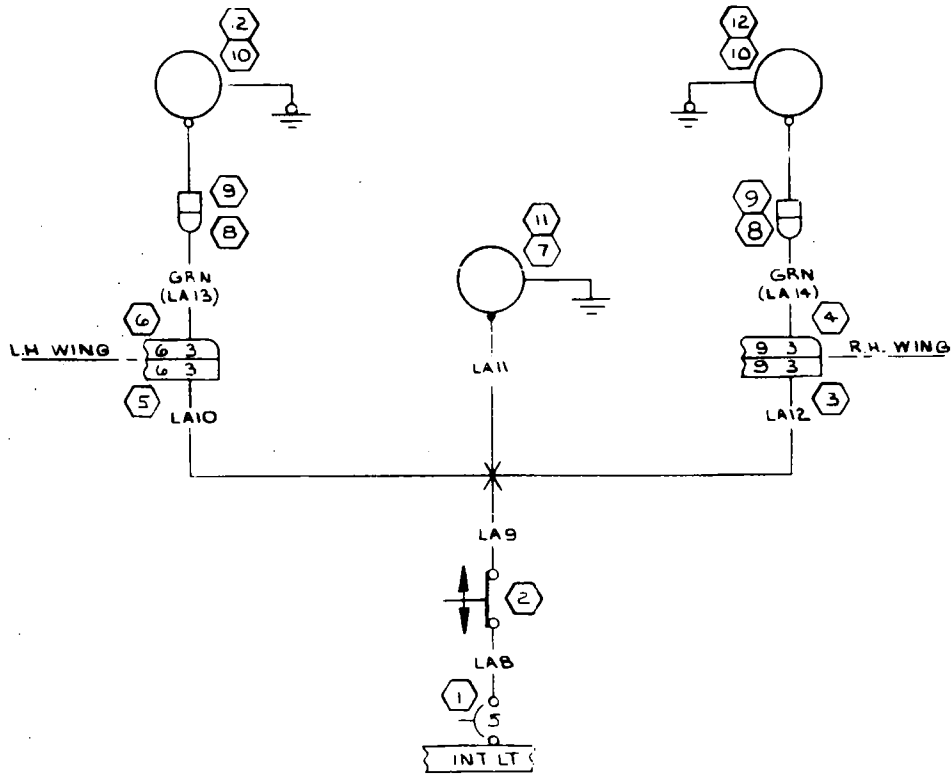 12 12
10 10
9 9
8 11 8
7
GRN GRN
(LA13) (LA14)
6 4
L.H WING 6 3 9 3 R.H. WING
6 3 9 3
LA11
5 3
LA10 LA12
LA9
2
LA8
1
5
INT LT